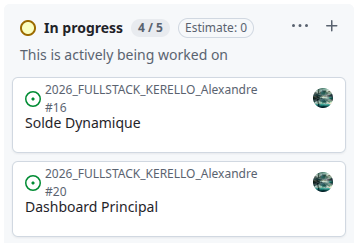 In progress 4 / 5 Estimate: 0
This is actively being worked on
2026_FULLSTACK_KERELLO_Alexandre
#16
Solde Dynamique
2026_FULLSTACK_KERELLO_Alexandre
#20
Dashboard Principal